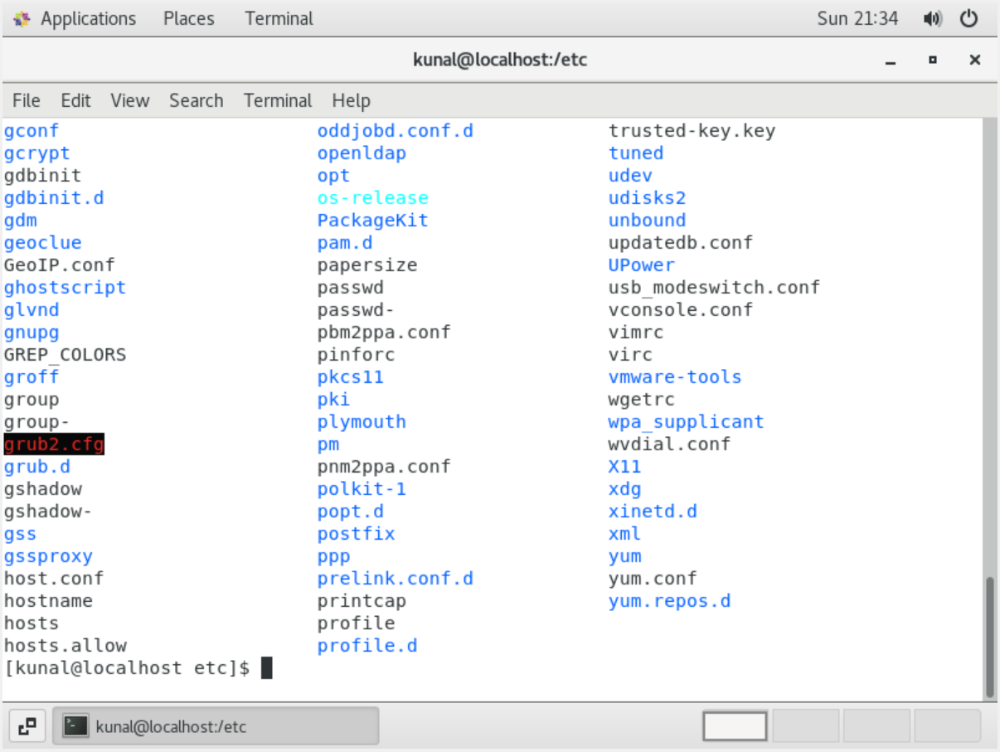 Applications Places Terminal Sun 21:34
kunal@localhost:/etc
File Edit View Search Terminal Help
gconf oddjobd.conf.d trusted-key.key
gcrypt openldap tuned
gdbinit opt udev
gdbinit.d os-release udisks2
gdm PackageKit unbound
geoclue pam.d updatedb.conf
GeoIP.conf papersize UPower
ghostscript passwd usb_modeswitch.conf
glvnd passwd- vconsole.conf
gnupg pbm2ppa.conf vimrc
GREP_COLORS pinforc virc
groff pkcs11 vmware-tools
group pki wgetrc
group- plymouth wpa_supplicant
grub2.cfg pm wvdial.conf
grub.d pnm2ppa.conf X11
gshadow polkit-1 xdg
gshadow- popt.d xinetd.d
gss postfix xml
gssproxy ppp yum
host.conf prelink.conf.d yum.conf
hostname printcap yum.repos.d
hosts profile
hosts.allow profile.d
[kunal@localhost etc]$
kunal@localhost:/etc